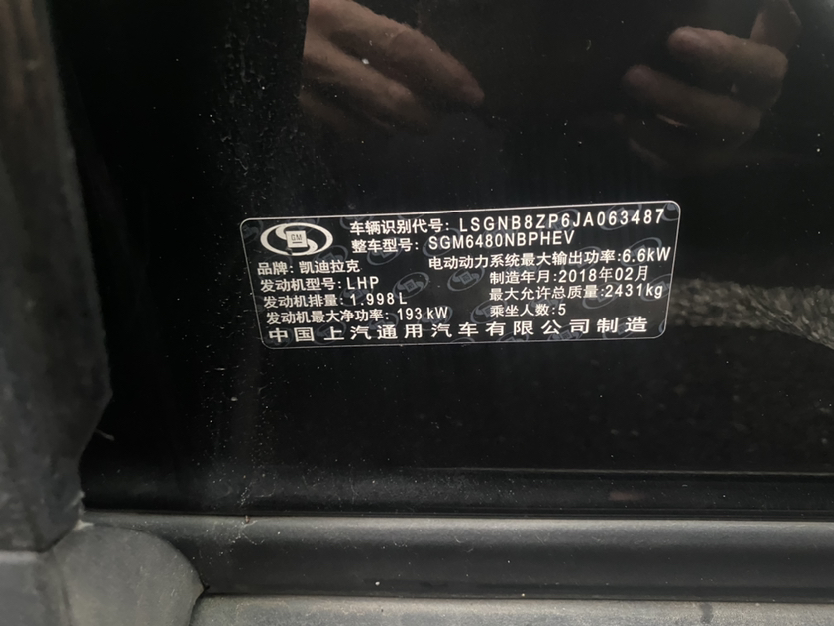 GM
车辆识别代号: LSGNB8ZP6JA063487
整车型号: SGM6480NBPHEV
品牌: 凯迪拉克 电动动力系统最大输出功率: 6.6kW
发动机型号: LHP 制造年月: 2018年02月
发动机排量: 1.998L 最大允许总质量: 2431kg
发动机最大净功率: 193kW 乘坐人数: 5
中国上汽通用汽车有限公司制造